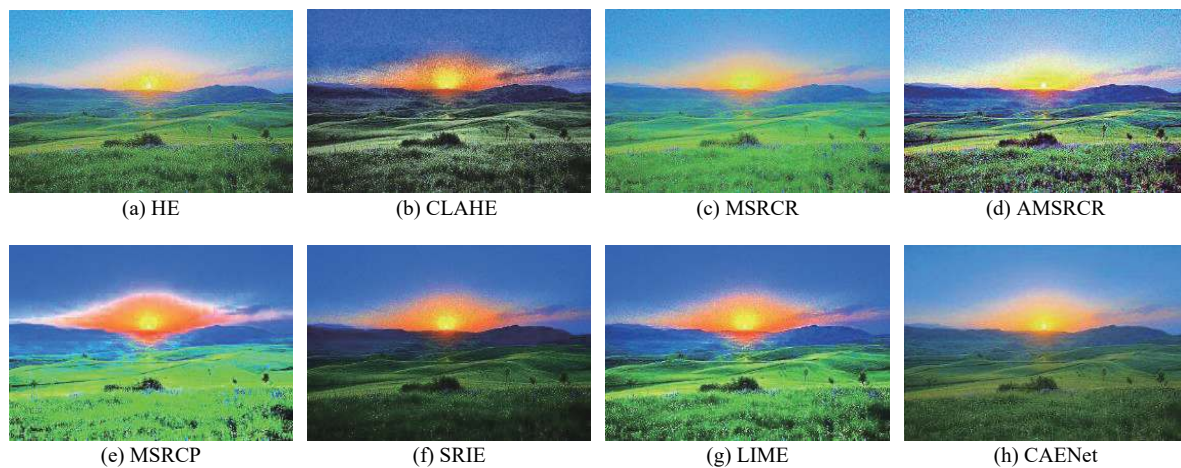 (a) HE
(b) CLAHE
(c) MSRCR
(d) AMSRCR
(e) MSRCP
(f) SRIE
(g) LIME
(h) CAENet